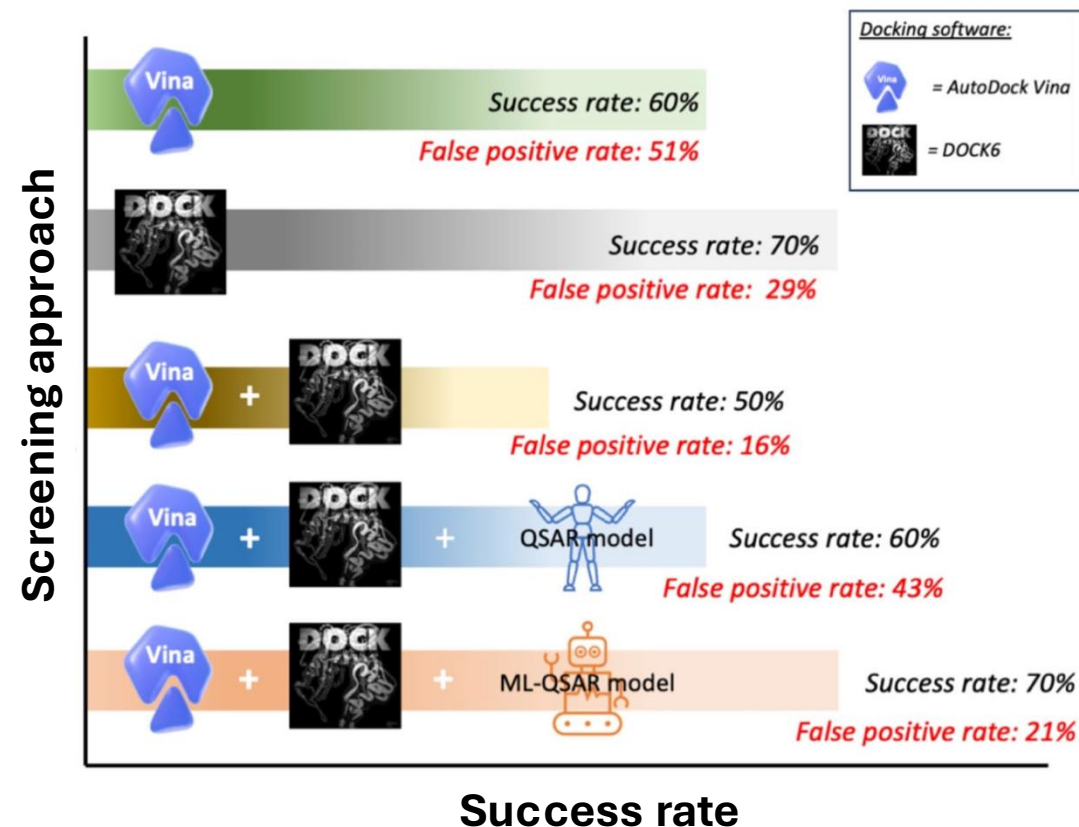 Docking software:
Vina
= AutoDock Vina
DOCK
= DOCK6
Screening approach
Vina
Success rate: 60%
False positive rate: 51%
DOCK
Success rate: 70%
False positive rate: 29%
Vina + DOCK
Success rate: 50%
False positive rate: 16%
Vina + DOCK + QSAR model
Success rate: 60%
False positive rate: 43%
Vina + DOCK + ML-QSAR model
Success rate: 70%
False positive rate: 21%
Success rate